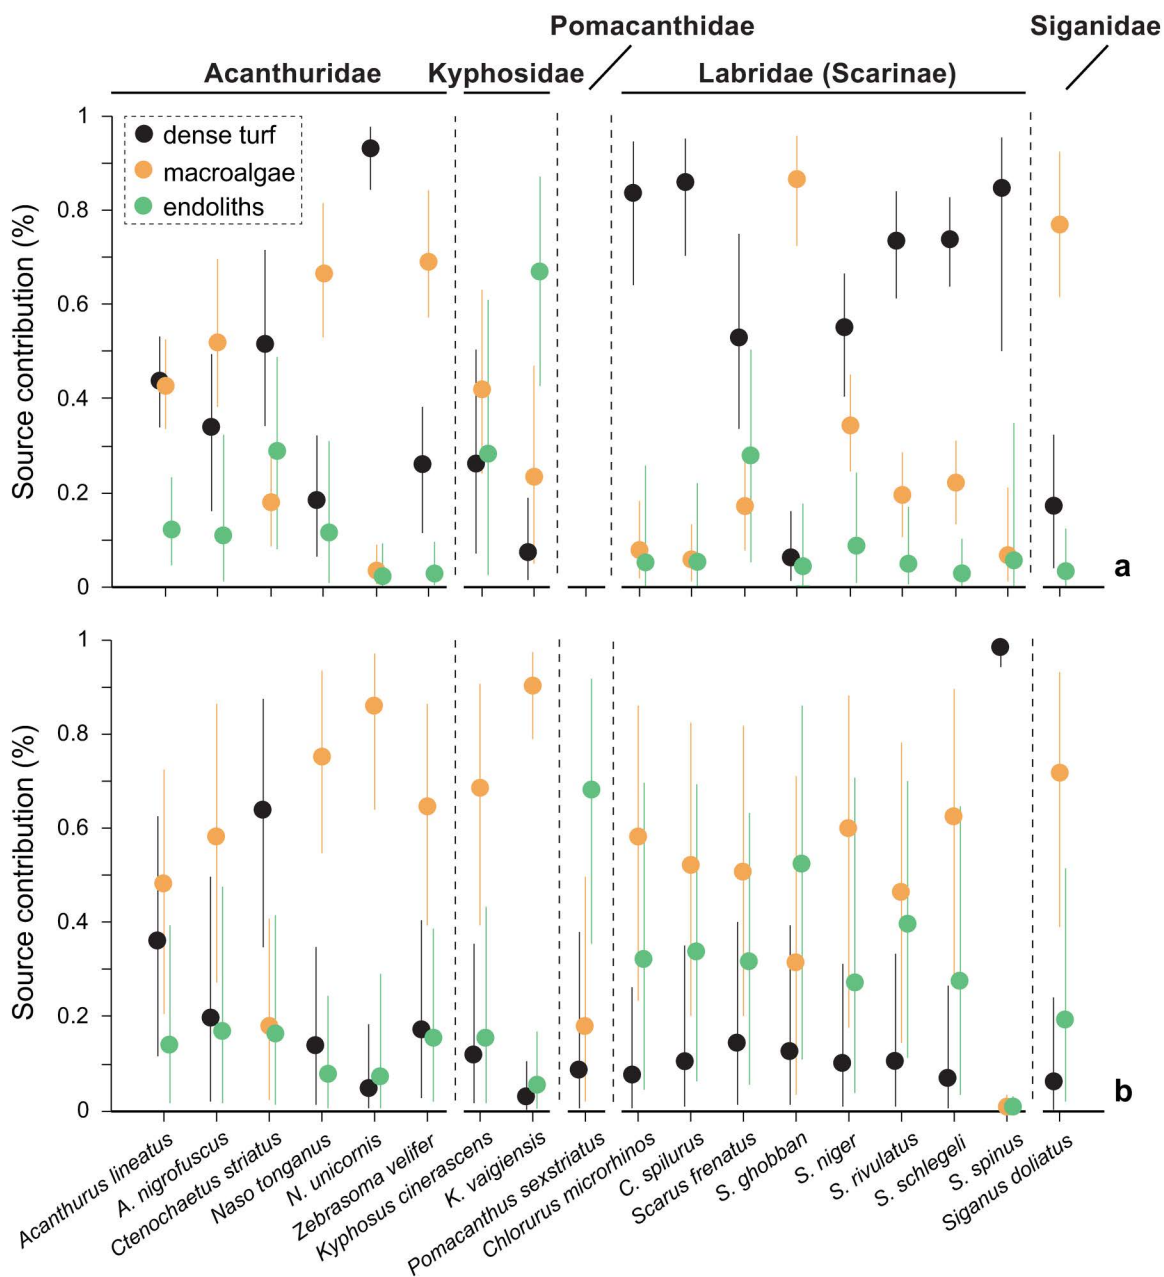 Pomacanthidae
Siganidae
Acanthuridae
Kyphosidae
Labridae (Scarinae)
1
dense turf
macroalgae
endoliths
0.8
0.6
0.4
0.2
0
Source contribution (%)
a
1
0.8
0.6
0.4
0.2
0
Source contribution (%)
b
Acanthurus lineatus
A. nigrofuscus
Ctenochaetus striatus
Naso tonganus
N. unicornis
Zebrasoma velifer
Kyphosus cinerascens
K. vaigiensis
Pomacanthus sexstriatus
Chlorurus microrhinos
C. spilurus
Scarus frenatus
S. ghobban
S. niger
S. rivulatus
S. schlegeli
S. spinus
Siganus doliatus